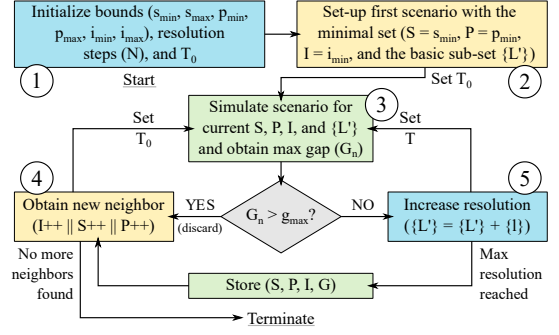 Initialize bounds (s_min, s_max, p_min,
p_max, i_min, i_max), resolution
steps (N), and T_0
1
Start
Set-up first scenario with the
minimal set (S = s_min, P = p_min,
I = i_min, and the basic sub-set {L'})
2
Set T_0
3
Simulate scenario for
current S, P, I, and {L'}
and obtain max gap (G_n)
Set
T_0
Set
T
4
Obtain new neighbor
(I++ || S++ || P++)
YES
(discard)
G_n > g_max?
NO
5
Increase resolution
({L'} = {L'} + {l})
No more
neighbors
found
Store (S, P, I, G)
Max
resolution
reached
Terminate